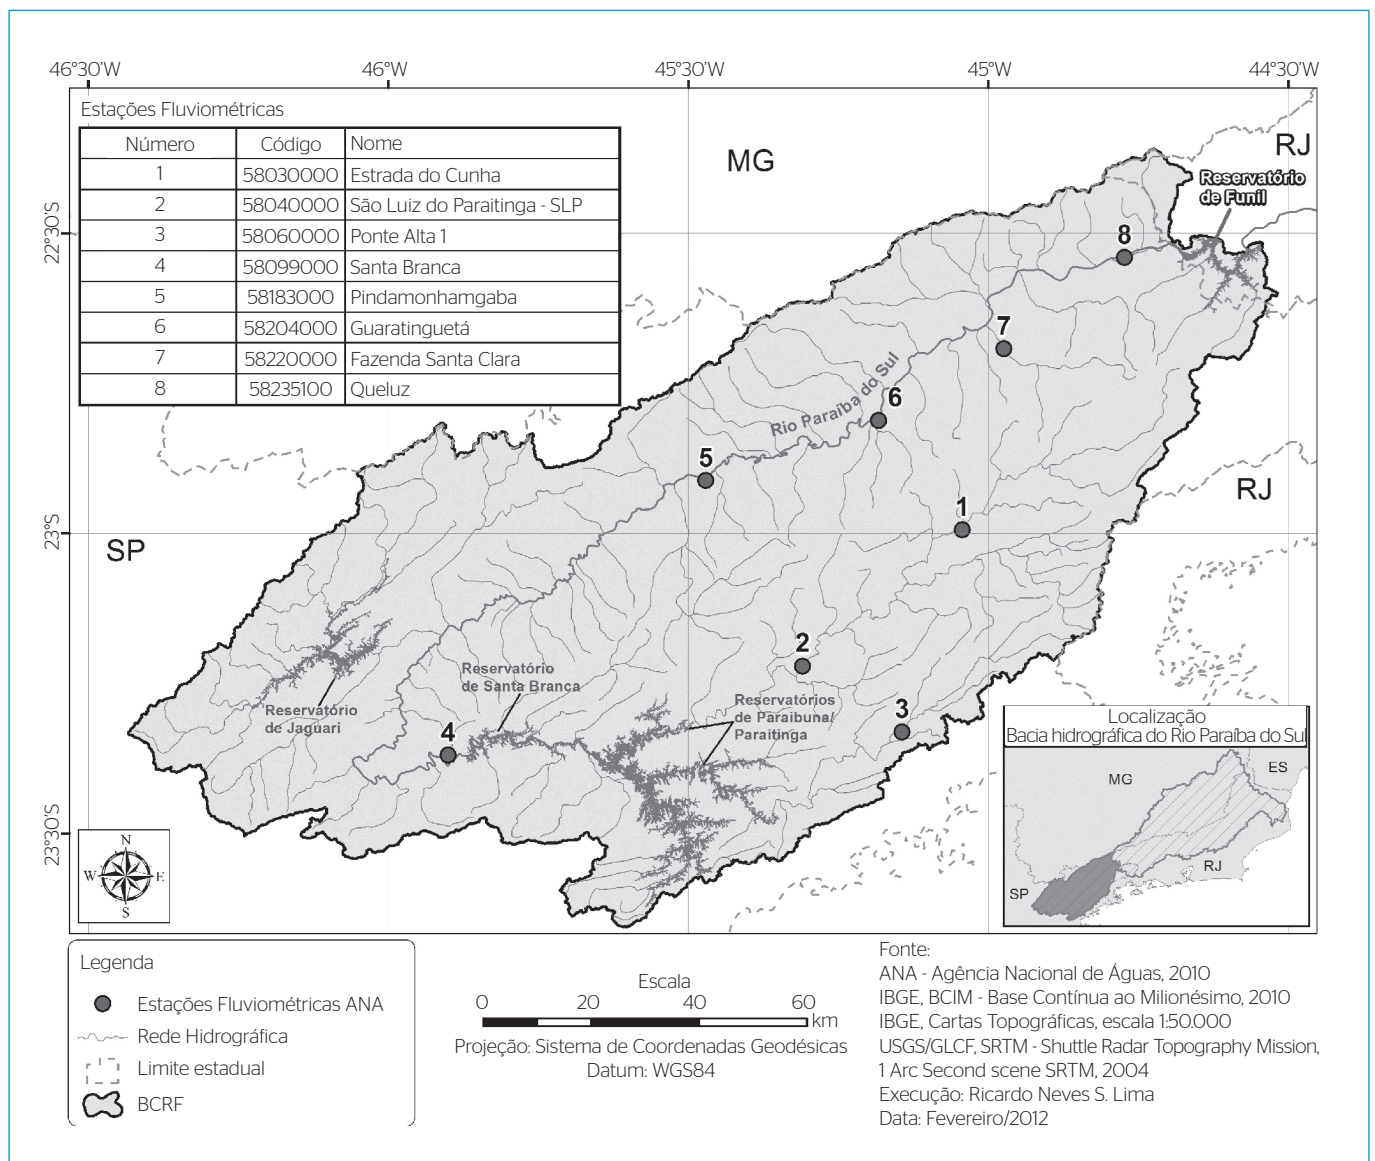 46°30'W 46°W 45°30'W 45°W 44°30'W
22°30'S
23°S
23°30'S
Estações Fluviométricas
Número Código Nome
1 58030000 Estrada do Cunha
2 58040000 São Luiz do Paraitinga - SLP
3 58060000 Ponte Alta 1
4 58099000 Santa Branca
5 58183000 Pindamonhamgaba
6 58204000 Guaratinguetá
7 58220000 Fazenda Santa Clara
8 58235100 Queluz
MG
RJ
Reservatório
de Funil
8
7
Rio Paraíba do Sul
6
5
1
RJ
SP
2
Reservatório
de Santa Branca
Reservatórios
de Paraibuna/
Paraitinga
Reservatório
de Jaguari
4
3
N
W E
S
Localização
Bacia hidrográfica do Rio Paraíba do Sul
MG
ES
RJ
SP
Legenda
Estações Fluviométricas ANA
Rede Hidrográfica
Limite estadual
BCRF
Escala
0 20 40 60
km
Projeção: Sistema de Coordenadas Geodésicas
Datum: WGS84
Fonte:
ANA - Agência Nacional de Águas, 2010
IBGE, BCIM - Base Contínua ao Milionésimo, 2010
IBGE, Cartas Topográficas, escala 1:50.000
USGS/GLCF, SRTM - Shuttle Radar Topography Mission,
1 Arc Second scene SRTM, 2004
Execução: Ricardo Neves S. Lima
Data: Fevereiro/2012